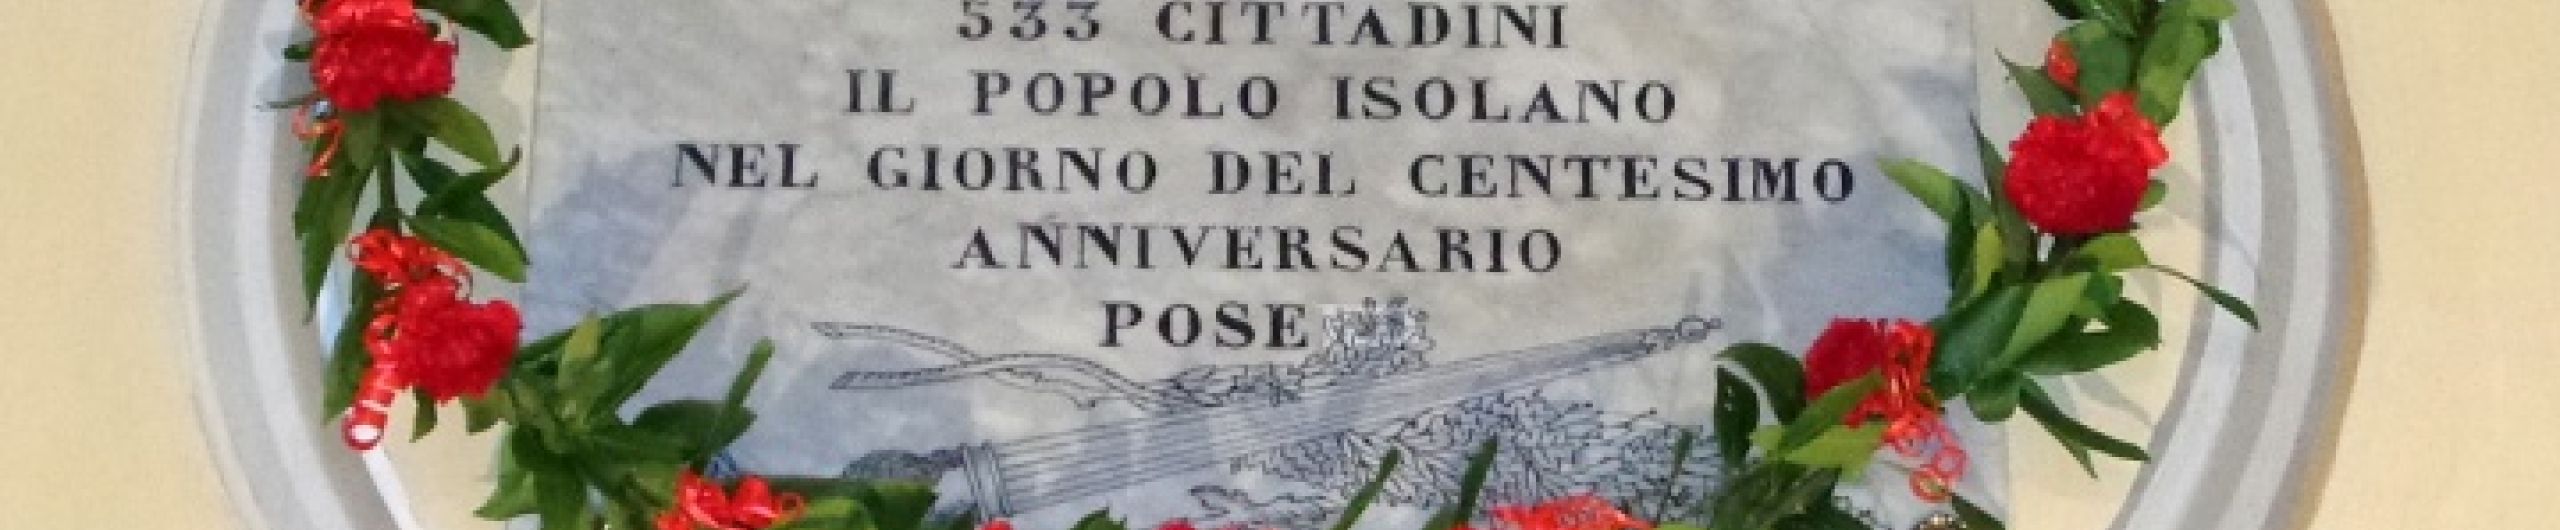 533 CITTADINI
IL POPOLO ISOLANO
NEL GIORNO DEL CENTESIMO
ANNIVERSARIO
POSE